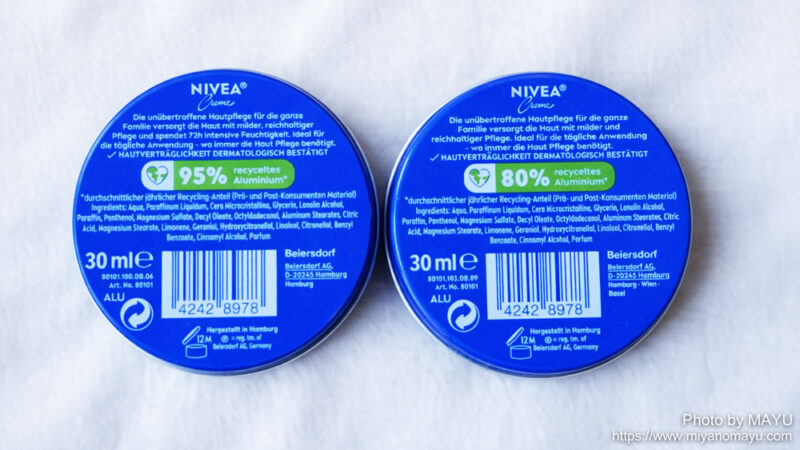 NIVEA®
Creme
Die unübertroffene Hautpflege für die ganze
Familie versorgt die Haut mit milder, reichhaltiger
Pflege und spendet 72h intensive Feuchtigkeit. Ideal für
die tägliche Anwendung - wo immer die Haut Pflege benötigt.
✓ HAUTVERTRÄGLICHKEIT DERMATOLOGISCH BESTÄTIGT
95% recyceltes
Aluminium*
*durchschnittlicher jährlicher Recycling-Anteil (Prä- und Post-Konsumenten Material)
Ingredients: Aqua, Paraffinum Liquidum, Cera Microcristallina, Glycerin, Lanolin Alcohol,
Paraffin, Panthenol, Magnesium Sulfate, Decyl Oleate, Octyldodecanol, Aluminum Stearates, Citric
Acid, Magnesium Stearate, Limonene, Geraniol, Hydroxycitronellal, Linalool, Citronellol, Benzyl
Benzoate, Cinnamyl Alcohol, Parfum
30 ml e
80101.100.DB.06
Art. No. 80101
ALU
4242 8978
Beiersdorf
Beiersdorf AG,
D-20245 Hamburg
Hamburg
12M
Hergestellt in Hamburg
® = reg. tm. of
Beiersdorf AG, Germany
NIVEA®
Creme
Die unübertroffene Hautpflege für die ganze
Familie versorgt die Haut mit milder und
reichhaltiger Pflege. Ideal für die tägliche Anwendung
- wo immer die Haut Pflege benötigt.
✓ HAUTVERTRÄGLICHKEIT DERMATOLOGISCH BESTÄTIGT
80% recyceltes
Aluminium*
*durchschnittlicher jährlicher Recycling-Anteil (Prä- und Post-Konsumenten Material)
Ingredients: Aqua, Paraffinum Liquidum, Cera Microcristallina, Glycerin, Lanolin Alcohol,
Paraffin, Panthenol, Magnesium Sulfate, Decyl Oleate, Octyldodecanol, Aluminum Stearates, Citric
Acid, Magnesium Stearate, Limonene, Geraniol, Hydroxycitronellal, Linalool, Citronellol, Benzyl
Benzoate, Cinnamyl Alcohol, Parfum
30 ml e
80101.103.DB.09
Art. No. 80101
ALU
4242 8978
Beiersdorf
Beiersdorf AG,
D-20245 Hamburg
Hamburg · Wien ·
Basel
12M
Hergestellt in Hamburg
® = reg. tm. of
Beiersdorf AG, Germany
Photo by MAYU
https://www.miyanomayu.com